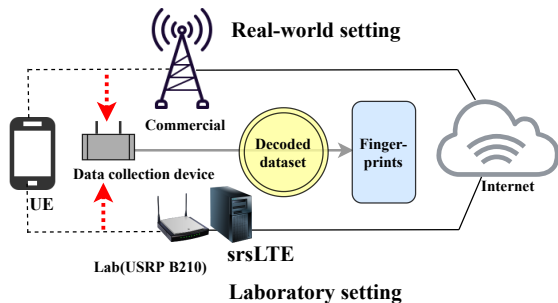 Real-world setting
Commercial
Decoded
dataset
Finger-
prints
Data collection device
Internet
UE
srsLTE
Lab(USRP B210)
Laboratory setting